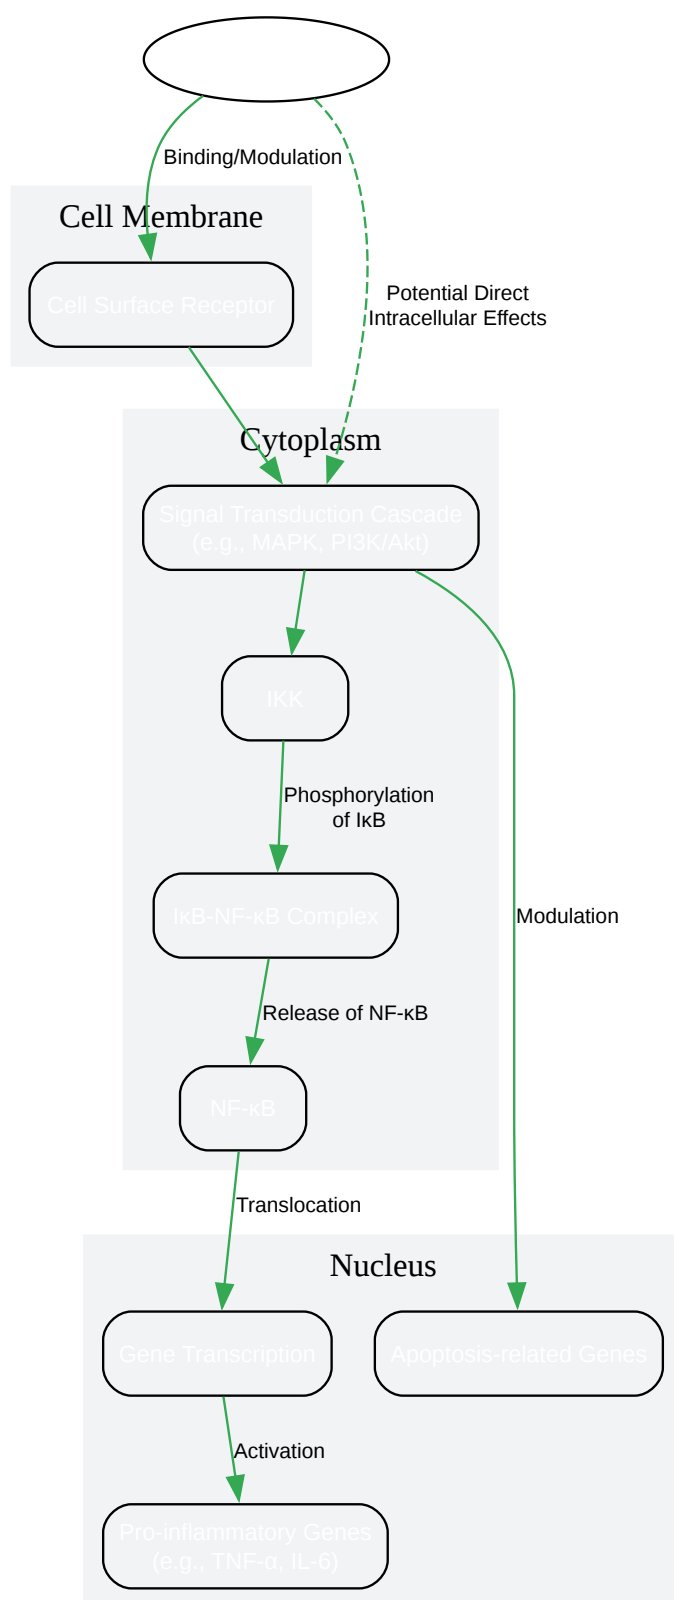 Binding/Modulation
Cell Membrane
Cell Surface Receptor
Potential Direct
Intracellular Effects
Cytoplasm
Signal Transduction Cascade
(e.g., MAPK, PI3K/Akt)
IKK
Phosphorylation
of IκB
IκB-NF-κB Complex
Modulation
Release of NF-κB
NF-κB
Translocation
Nucleus
Gene Transcription
Apoptosis-related Genes
Activation
Pro-inflammatory Genes
(e.g., TNF-α, IL-6)